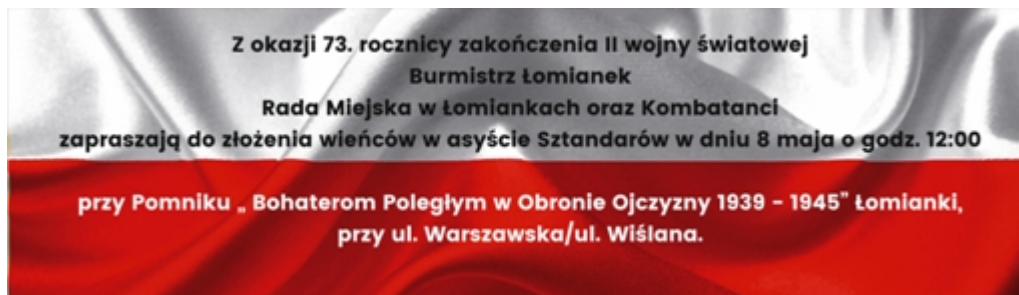 Z okazji 73. rocznicy zakończenia II wojny światowej
Burmistrz Łomianek
Rada Miejska w Łomiankach oraz Kombatanci
zapraszają do złożenia wieńców w asyście Sztandarów w dniu 8 maja o godz. 12:00
przy Pomniku „ Bohaterom Poległym w Obronie Ojczyzny 1939 - 1945” Łomianki,
przy ul. Warszawska/ul. Wiślana.